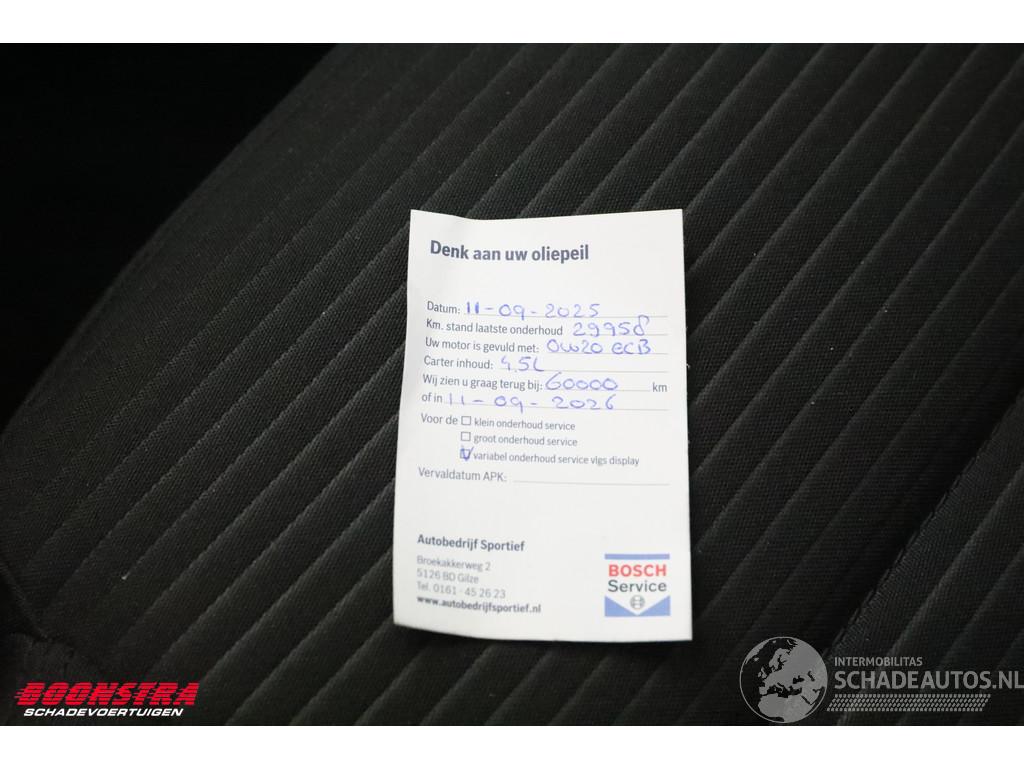 Denk aan uw oliepeil
Datum: 11-09-2025
Km. stand laatste onderhoud 29958
Uw motor is gevuld met: 0W20 ECB
Carter inhoud: 4,5L
Wij zien u graag terug bij: 60000 km
of in 11-09-2026
Voor de klein onderhoud service
groot onderhoud service
variabel onderhoud service vlgs display
Vervaldatum APK:
Autobedrijf Sportief
Broekakkerweg 2
5126 BD Gilze
Tel. 0161 - 45 26 23
www.autobedrijfsportief.nl
BOSCH
Service
BOONSTRA
SCHADEVOERTUIGEN
INTERMOBILITAS
SCHADEAUTOS.NL